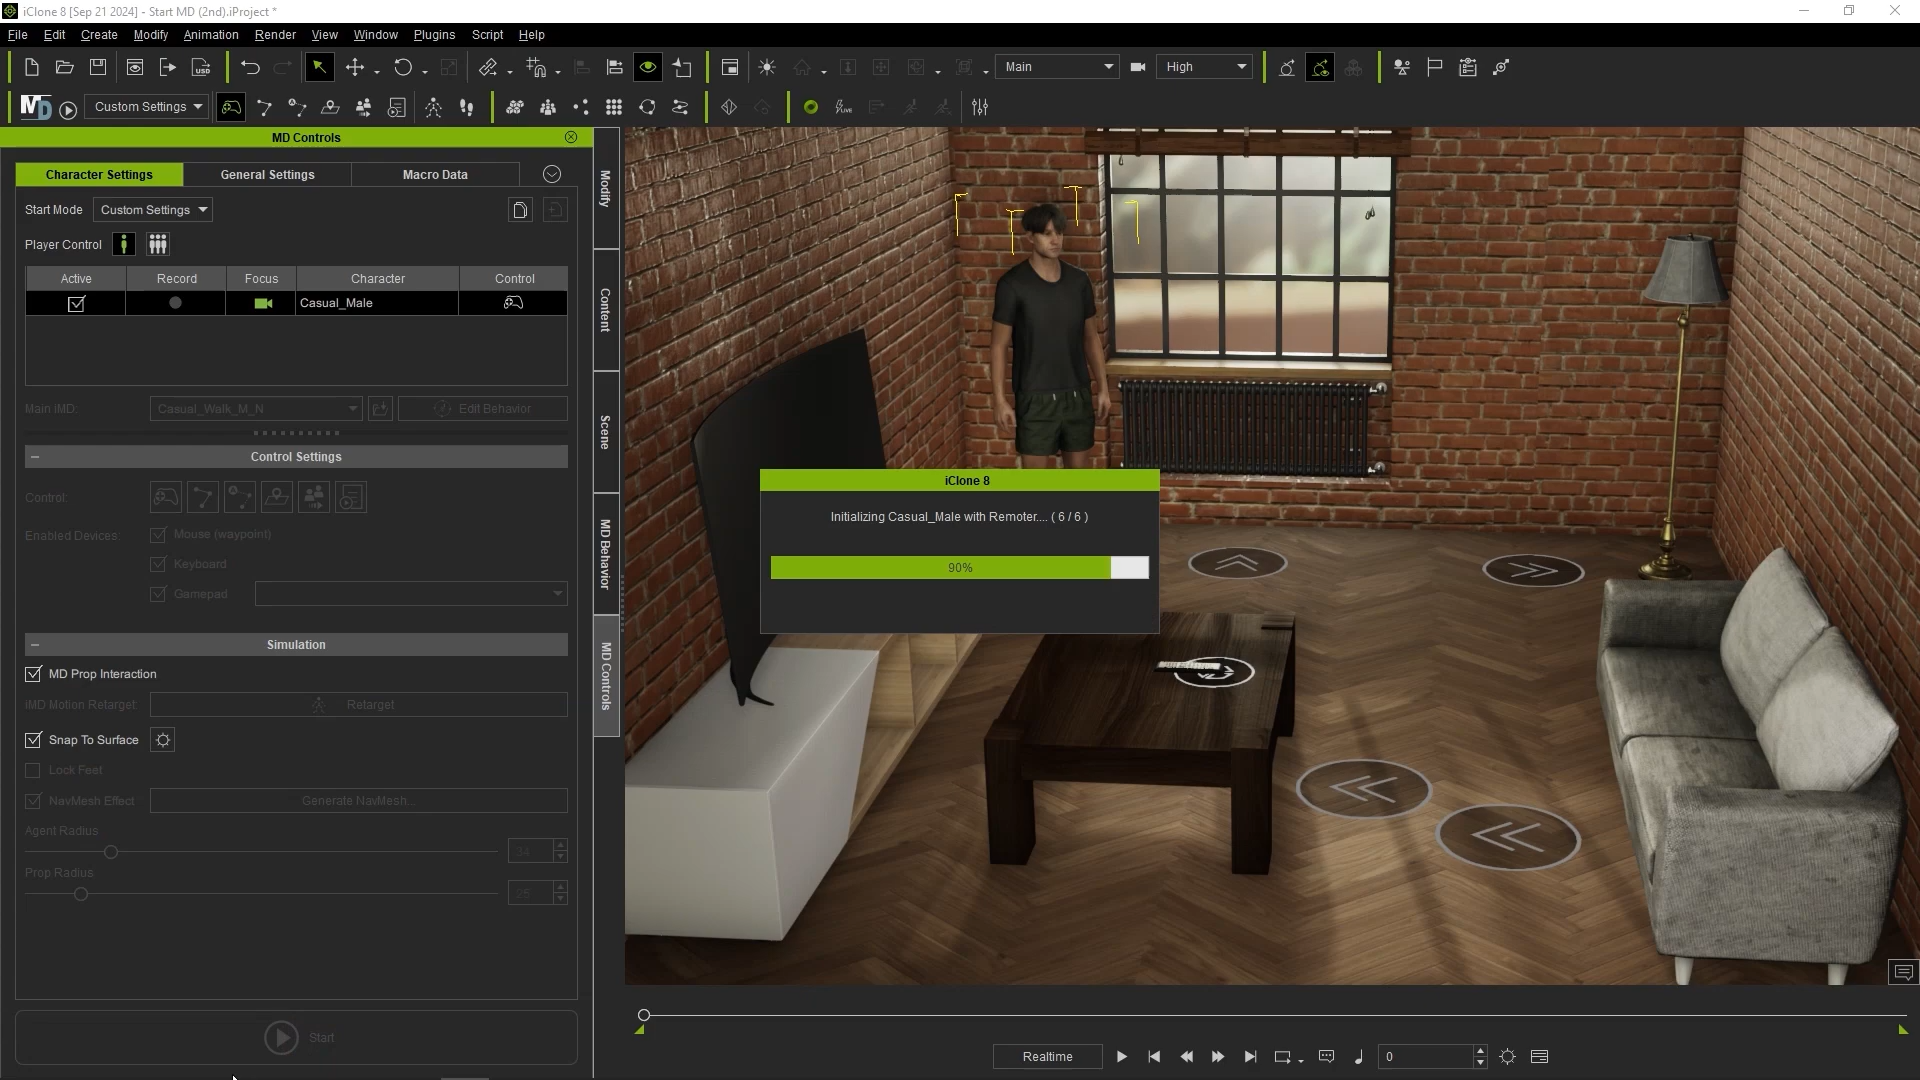 iClone 8 [Sep 21 2024] - Start MD (2nd).iProject *
File Edit Create Modify Animation Render View Window Plugins Script Help
Main High
MD Custom Settings LIVE
MD Controls
Character Settings General Settings Macro Data
Start Mode Custom Settings
Player Control
Active Record Focus Character Control
Casual_Male
Main iMD: Casual_Walk_M_N Edit Behavior
Control Settings
Control:
Enabled Devices: Mouse (waypoint)
Keyboard
Gamepad
Simulation
MD Prop Interaction
iMD Motion Retarget: Retarget
Snap To Surface
Lock Feet
NavMesh Effect Generate NavMesh...
Agent Radius
34
Prop Radius
25
Start
Modify
Content
Scene
MD Behavior
MD Controls
iClone 8
Initializing Casual_Male with Remoter.... ( 6 / 6 )
90%
Realtime 0